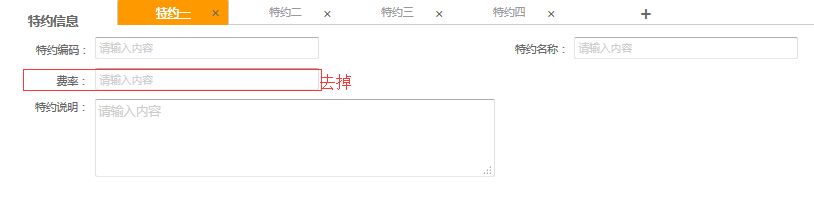 特约信息 特约一 × 特约二 × 特约三 × 特约四 × +
特约编码： 请输入内容 特约名称： 请输入内容
费率： 请输入内容 去掉
特约说明： 请输入内容